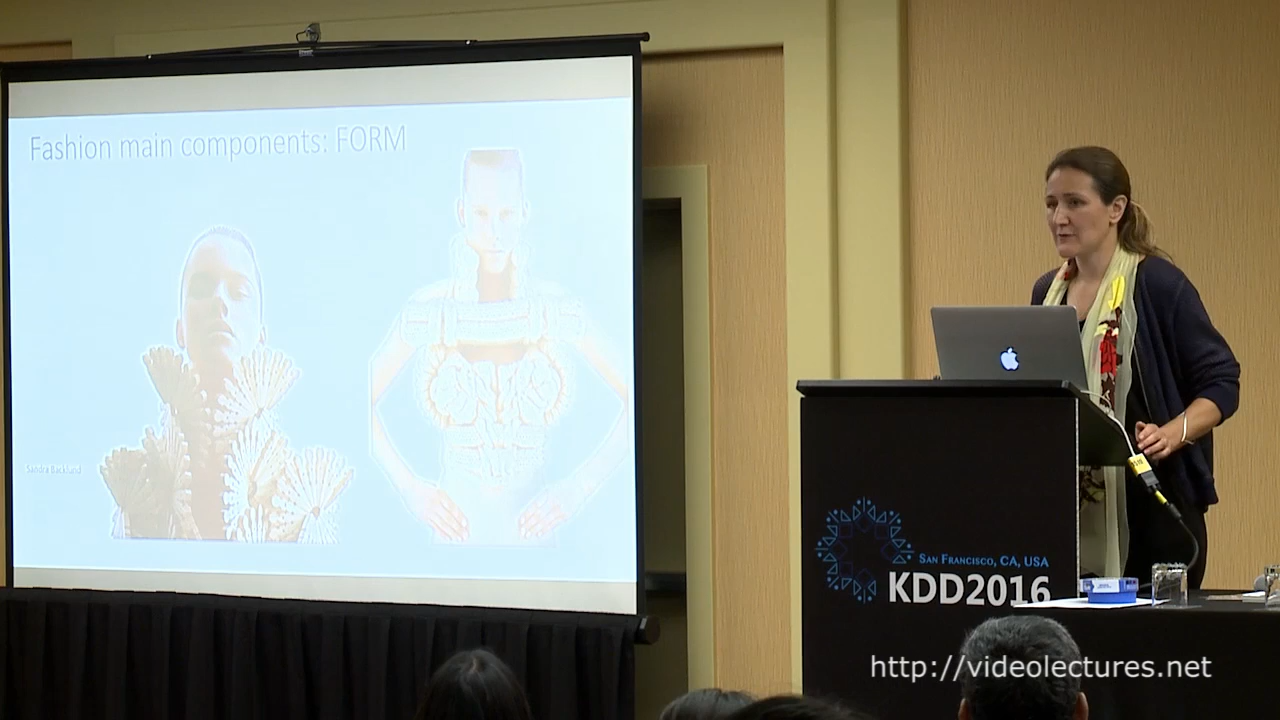 Fashion main components: FORM
Sandra Backlund
SAN FRANCISCO, CA, USA
KDD2016
http://videolectures.net